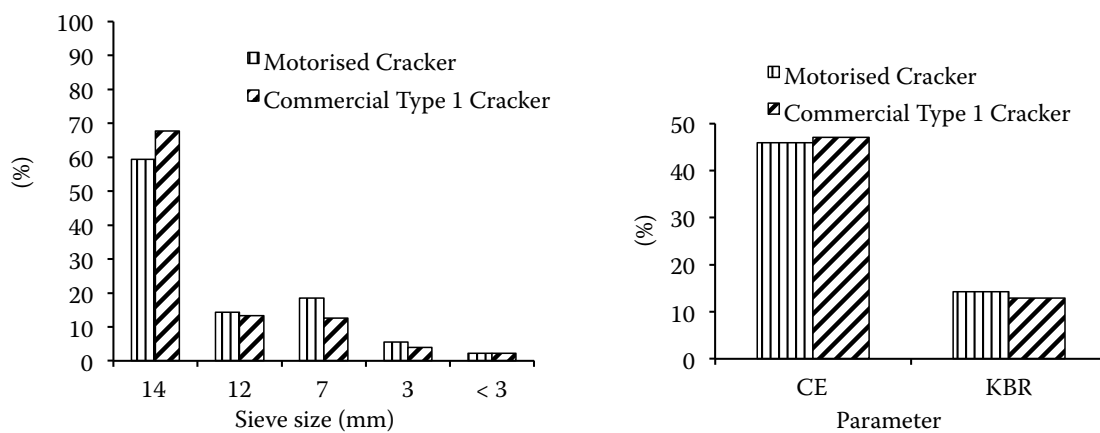 100
90
80
70
60
50
40
30
20
10
0
(%)
Motorised Cracker
Commercial Type 1 Cracker
14 12 7 3 < 3
Sieve size (mm)
Motorised Cracker
Commercial Type 1 Cracker
50
40
30
20
10
0
(%)
CE KBR
Parameter